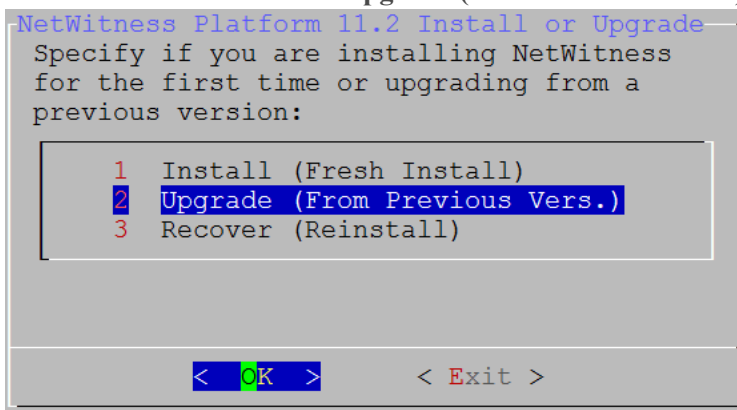 NetWitness Platform 11.2 Install or Upgrade
Specify if you are installing NetWitness
for the first time or upgrading from a
previous version:
1 Install (Fresh Install)
2 Upgrade (From Previous Vers.)
3 Recover (Reinstall)
< OK > < Exit >